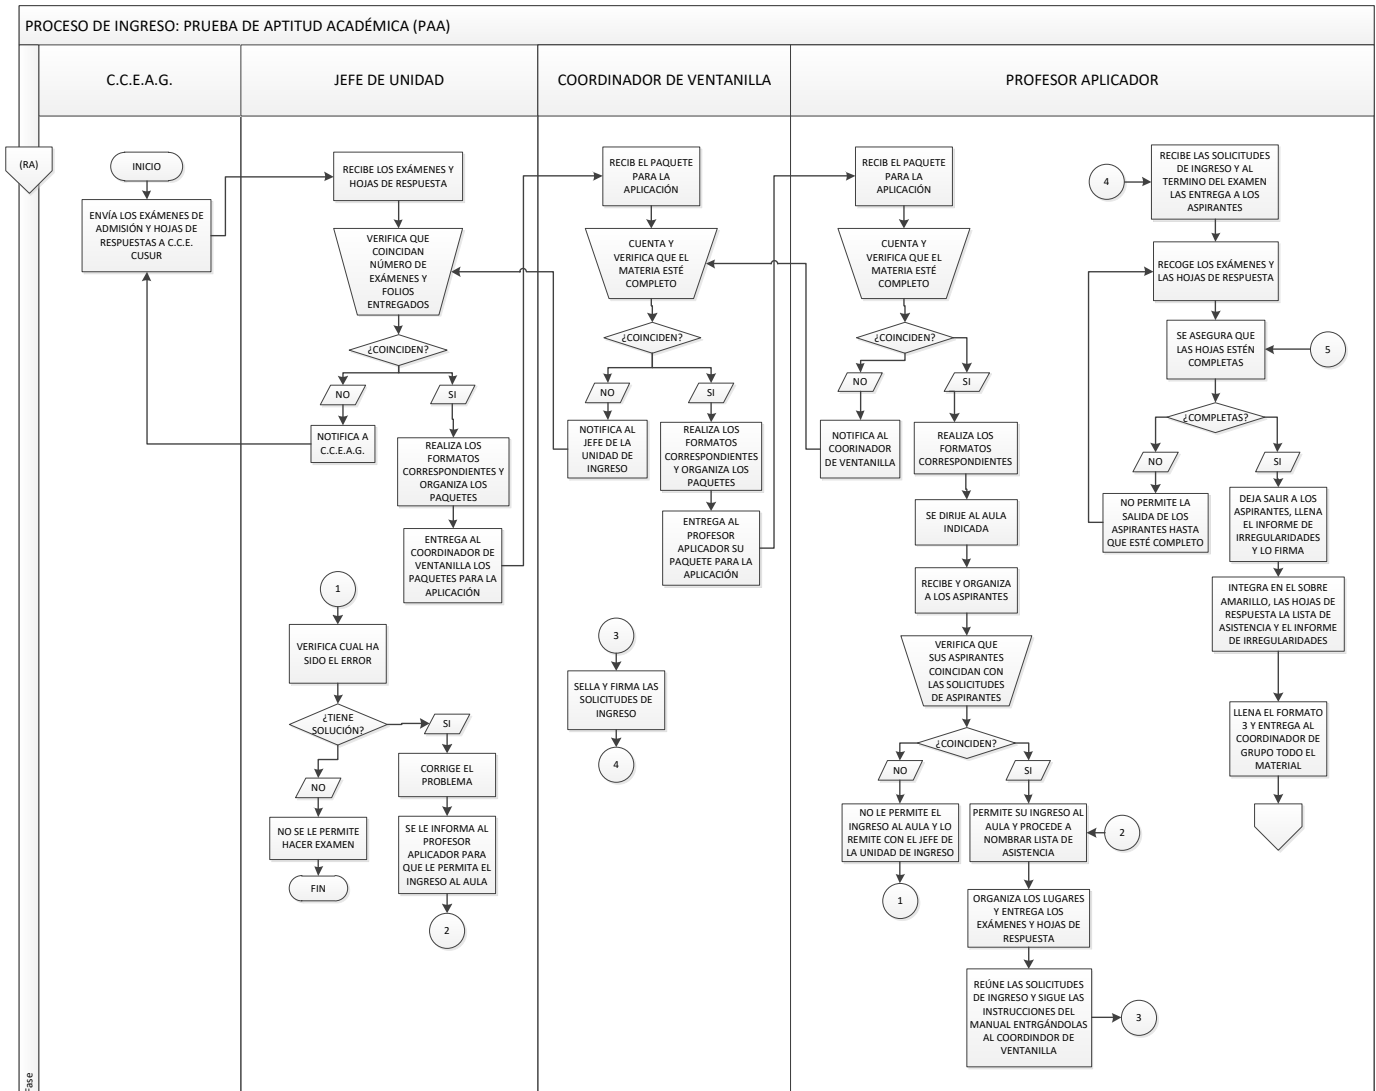 PROCESO DE INGRESO: PRUEBA DE APTITUD ACADÉMICA (PAA)
C.C.E.A.G.
JEFE DE UNIDAD
COORDINADOR DE VENTANILLA
PROFESOR APLICADOR
(RA)
Fase
INICIO
ENVÍA LOS EXÁMENES DE
ADMISIÓN Y HOJAS DE
RESPUESTAS A C.C.E.
CUSUR
RECIBE LOS EXÁMENES Y
HOJAS DE RESPUESTA
VERIFICA QUE
COINCIDAN
NÚMERO DE
EXÁMENES Y
FOLIOS
ENTREGADOS
¿COINCIDEN?
NO
SI
NOTIFICA A
C.C.E.A.G.
REALIZA LOS
FORMATOS
CORRESPONDIENTES Y
ORGANIZA LOS
PAQUETES
ENTREGA AL
COORDINADOR DE
VENTANILLA LOS
PAQUETES PARA LA
APLICACIÓN
1
VERIFICA CUAL HA
SIDO EL ERROR
¿TIENE
SOLUCIÓN?
SI
NO
CORRIGE EL
PROBLEMA
NO SE LE PERMITE
HACER EXAMEN
FIN
SE LE INFORMA AL
PROFESOR
APLICADOR PARA
QUE LE PERMITA EL
INGRESO AL AULA
2
RECIB EL PAQUETE
PARA LA
APLICACIÓN
CUENTA Y
VERIFICA QUE EL
MATERIA ESTÉ
COMPLETO
¿COINCIDEN?
NO
SI
NOTIFICA AL
JEFE DE LA
UNIDAD DE
INGRESO
REALIZA LOS
FORMATOS
CORRESPONDIENTES
Y ORGANIZA LOS
PAQUETES
ENTREGA AL
PROFESOR
APLICADOR SU
PAQUETE PARA LA
APLICACIÓN
3
SELLA Y FIRMA LAS
SOLICITUDES DE
INGRESO
4
RECIB EL PAQUETE
PARA LA
APLICACIÓN
CUENTA Y
VERIFICA QUE EL
MATERIA ESTÉ
COMPLETO
¿COINCIDEN?
NO
SI
NOTIFICA AL
COORINADOR
DE VENTANILLA
REALIZA LOS
FORMATOS
CORRESPONDIENTES
SE DIRIJE AL AULA
INDICADA
RECIBE Y ORGANIZA
A LOS ASPIRANTES
VERIFICA QUE
SUS ASPIRANTES
COINCIDAN CON
LAS SOLICITUDES
DE ASPIRANTES
¿COINCIDEN?
NO
SI
NO LE PERMITE EL
INGRESO AL AULA Y LO
REMITE CON EL JEFE DE
LA UNIDAD DE INGRESO
1
PERMITE SU INGRESO AL
AULA Y PROCEDE A
NOMBRAR LISTA DE
ASISTENCIA
2
ORGANIZA LOS LUGARES
Y ENTREGA LOS
EXÁMENES Y HOJAS DE
RESPUESTA
REÚNE LAS SOLICITUDES
DE INGRESO Y SIGUE LAS
INSTRUCCIONES DEL
MANUAL ENTRGÁNDOLAS
AL COORDINDOR DE
VENTANILLA
3
4
RECIBE LAS SOLICITUDES
DE INGRESO Y AL
TERMINO DEL EXAMEN
LAS ENTREGA A LOS
ASPIRANTES
RECOGE LOS EXÁMENES Y
LAS HOJAS DE RESPUESTA
SE ASEGURA QUE
LAS HOJAS ESTÉN
COMPLETAS
5
¿COMPLETAS?
NO
SI
NO PERMITE LA
SALIDA DE LOS
ASPIRANTES HASTA
QUE ESTÉ COMPLETO
DEJA SALIR A LOS
ASPIRANTES, LLENA
EL INFORME DE
IRREGULARIDADES
Y LO FIRMA
INTEGRA EN EL SOBRE
AMARILLO, LAS HOJAS DE
RESPUESTA LA LISTA DE
ASISTENCIA Y EL INFORME
DE IRREGULARIDADES
LLENA EL FORMATO
3 Y ENTREGA AL
COORDINADOR DE
GRUPO TODO EL
MATERIAL